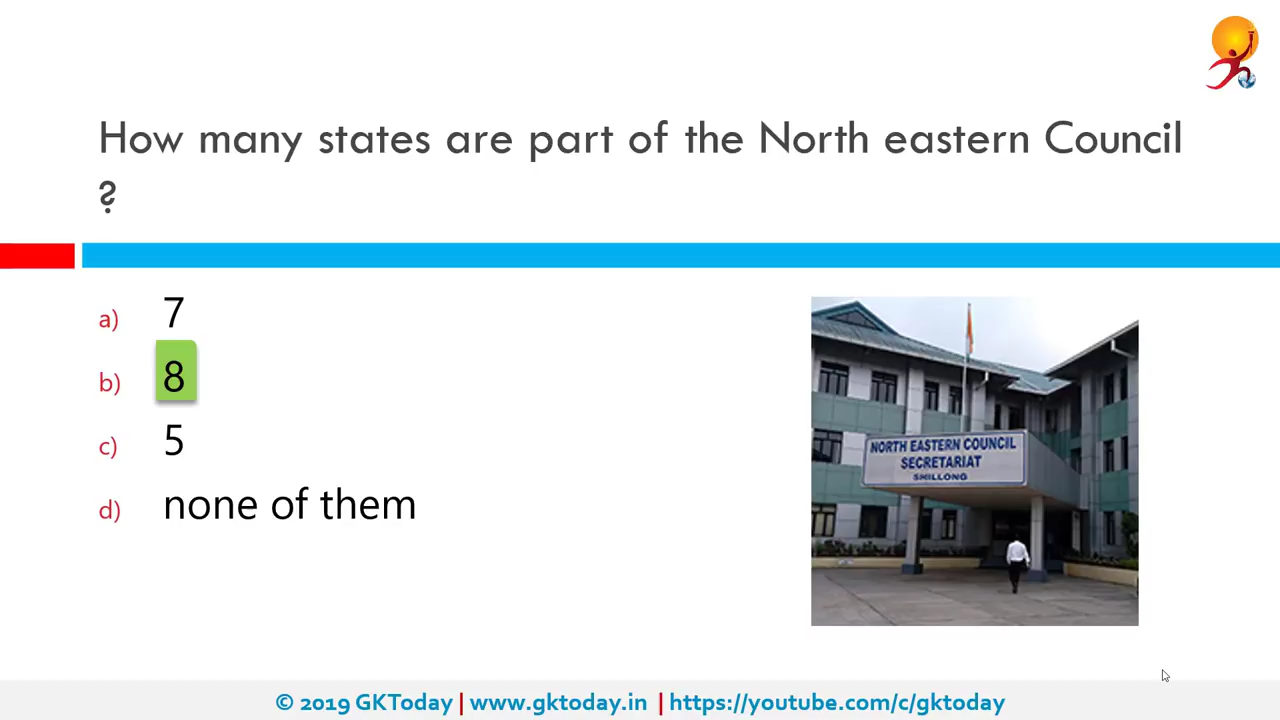 How many states are part of the North eastern Council
?
a) 7
b) 8
c) 5
d) none of them
NORTH EASTERN COUNCIL
SECRETARIAT
SHILLONG
© 2019 GKToday | www.gktoday.in | https://youtube.com/c/gktoday